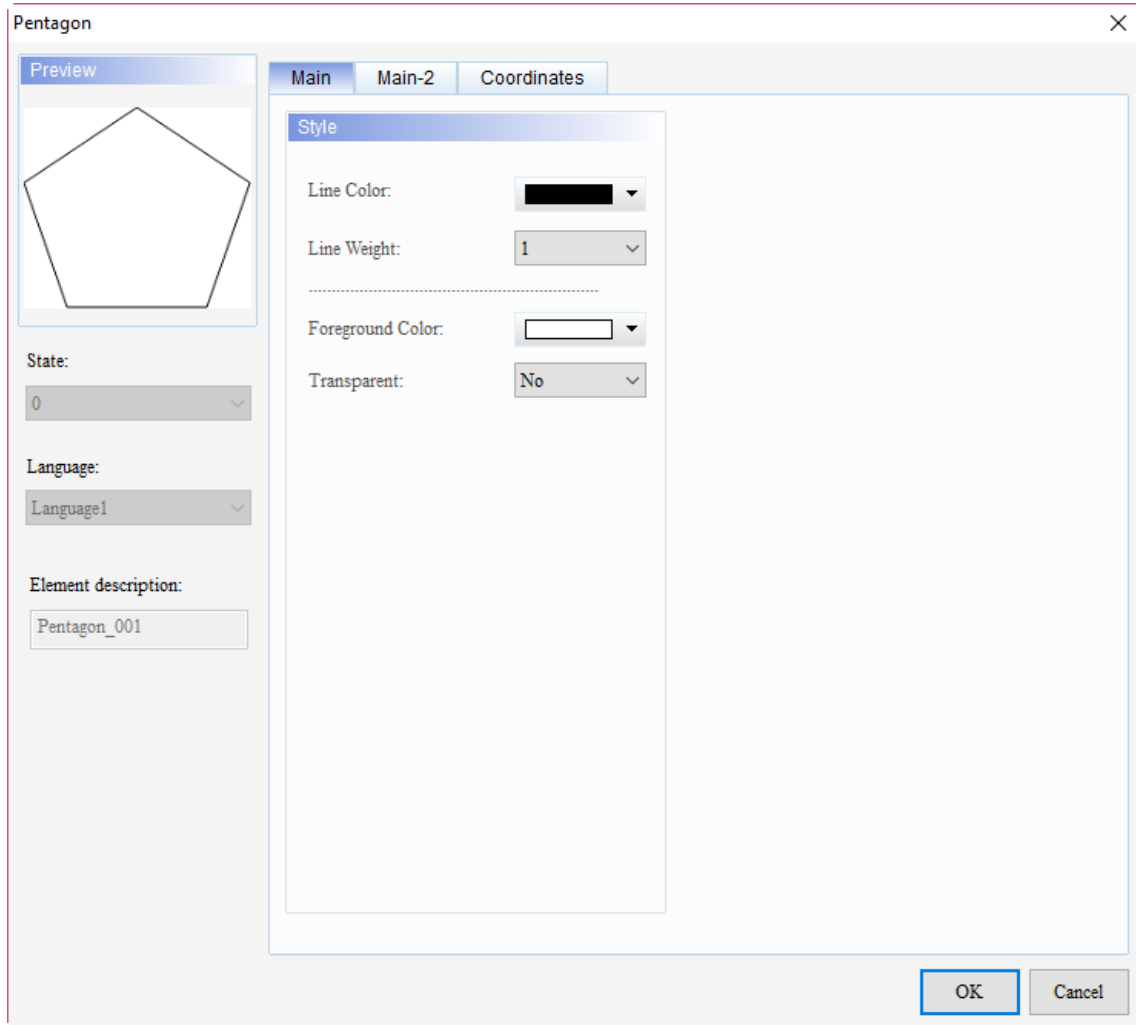 Pentagon
Preview
Main
Main-2
Coordinates
Style
Line Color:
Line Weight:
1
Foreground Color:
Transparent:
No
State:
0
Language:
Language1
Element description:
Pentagon_001
OK
Cancel